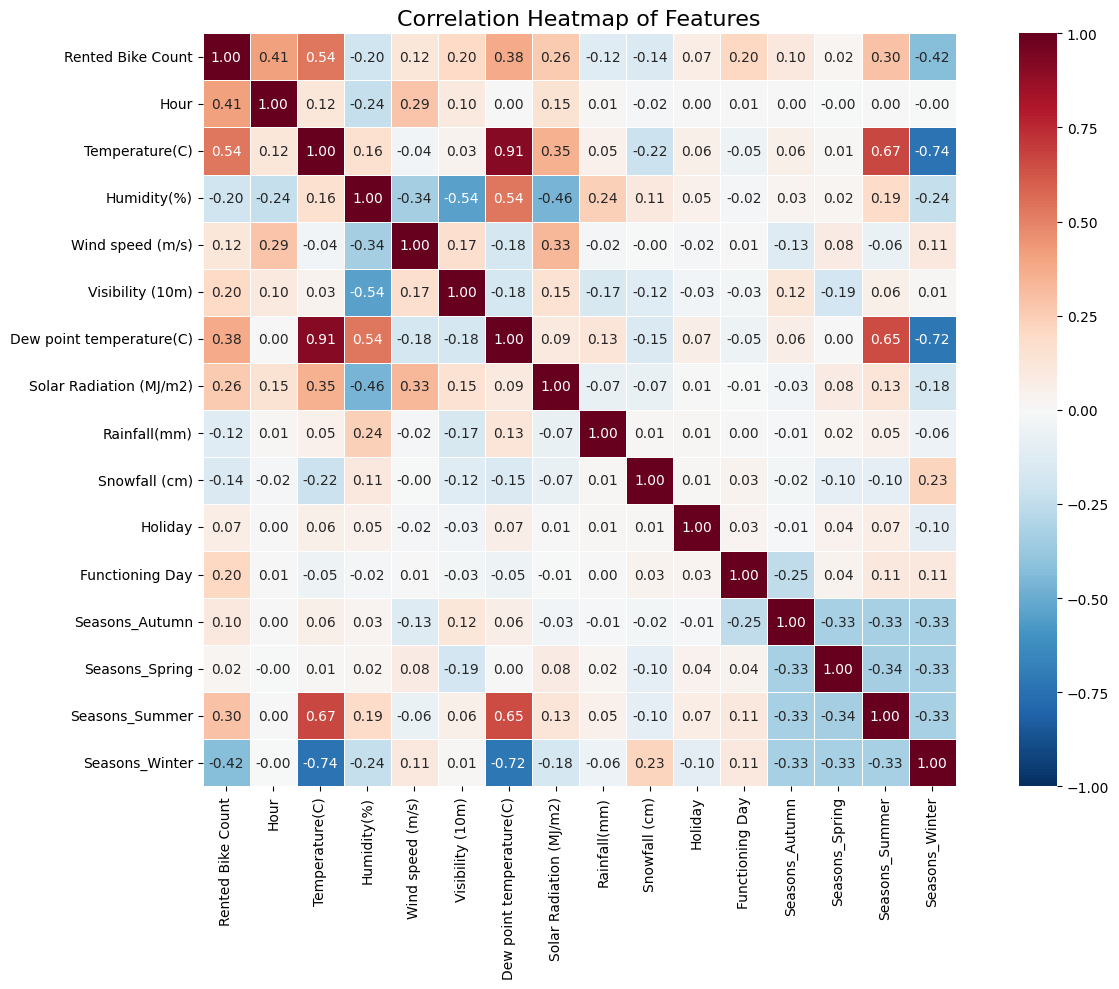 Correlation Heatmap of Features
Rented Bike Count 1.00 0.41 0.54 -0.20 0.12 0.20 0.38 0.26 -0.12 -0.14 0.07 0.20 0.10 0.02 0.30 -0.42
Hour 0.41 1.00 0.12 -0.24 0.29 0.10 0.00 0.15 0.01 -0.02 0.00 0.01 0.00 -0.00 0.00 -0.00
Temperature(C) 0.54 0.12 1.00 0.16 -0.04 0.03 0.91 0.35 0.05 -0.22 0.06 -0.05 0.06 0.01 0.67 -0.74
Humidity(%) -0.20 -0.24 0.16 1.00 -0.34 -0.54 0.54 -0.46 0.24 0.11 0.05 -0.02 0.03 0.02 0.19 -0.24
Wind speed (m/s) 0.12 0.29 -0.04 -0.34 1.00 0.17 -0.18 0.33 -0.02 -0.00 -0.02 0.01 -0.13 0.08 -0.06 0.11
Visibility (10m) 0.20 0.10 0.03 -0.54 0.17 1.00 -0.18 0.15 -0.17 -0.12 -0.03 -0.03 0.12 -0.19 0.06 0.01
Dew point temperature(C) 0.38 0.00 0.91 0.54 -0.18 -0.18 1.00 0.09 0.13 -0.15 0.07 -0.05 0.06 0.00 0.65 -0.72
Solar Radiation (MJ/m2) 0.26 0.15 0.35 -0.46 0.33 0.15 0.09 1.00 -0.07 -0.07 0.01 -0.01 -0.03 0.08 0.13 -0.18
Rainfall(mm) -0.12 0.01 0.05 0.24 -0.02 -0.17 0.13 -0.07 1.00 0.01 0.01 0.00 -0.01 0.02 0.05 -0.06
Snowfall (cm) -0.14 -0.02 -0.22 0.11 -0.00 -0.12 -0.15 -0.07 0.01 1.00 0.01 0.03 -0.02 -0.10 -0.10 0.23
Holiday 0.07 0.00 0.06 0.05 -0.02 -0.03 0.07 0.01 0.01 0.01 1.00 0.03 -0.01 0.04 0.07 -0.10
Functioning Day 0.20 0.01 -0.05 -0.02 0.01 -0.03 -0.05 -0.01 0.00 0.03 0.03 1.00 -0.25 0.04 0.11 0.11
Seasons_Autumn 0.10 0.00 0.06 0.03 -0.13 0.12 0.06 -0.03 -0.01 -0.02 -0.01 -0.25 1.00 -0.33 -0.33 -0.33
Seasons_Spring 0.02 -0.00 0.01 0.02 0.08 -0.19 0.00 0.08 0.02 -0.10 0.04 0.04 -0.33 1.00 -0.34 -0.33
Seasons_Summer 0.30 0.00 0.67 0.19 -0.06 0.06 0.65 0.13 0.05 -0.10 0.07 0.11 -0.33 -0.34 1.00 -0.33
Seasons_Winter -0.42 -0.00 -0.74 -0.24 0.11 0.01 -0.72 -0.18 -0.06 0.23 -0.10 0.11 -0.33 -0.33 -0.33 1.00
Rented Bike Count
Hour
Temperature(C)
Humidity(%)
Wind speed (m/s)
Visibility (10m)
Dew point temperature(C)
Solar Radiation (MJ/m2)
Rainfall(mm)
Snowfall (cm)
Holiday
Functioning Day
Seasons_Autumn
Seasons_Spring
Seasons_Summer
Seasons_Winter
1.00
0.75
0.50
0.25
0.00
−0.25
−0.50
−0.75
−1.00